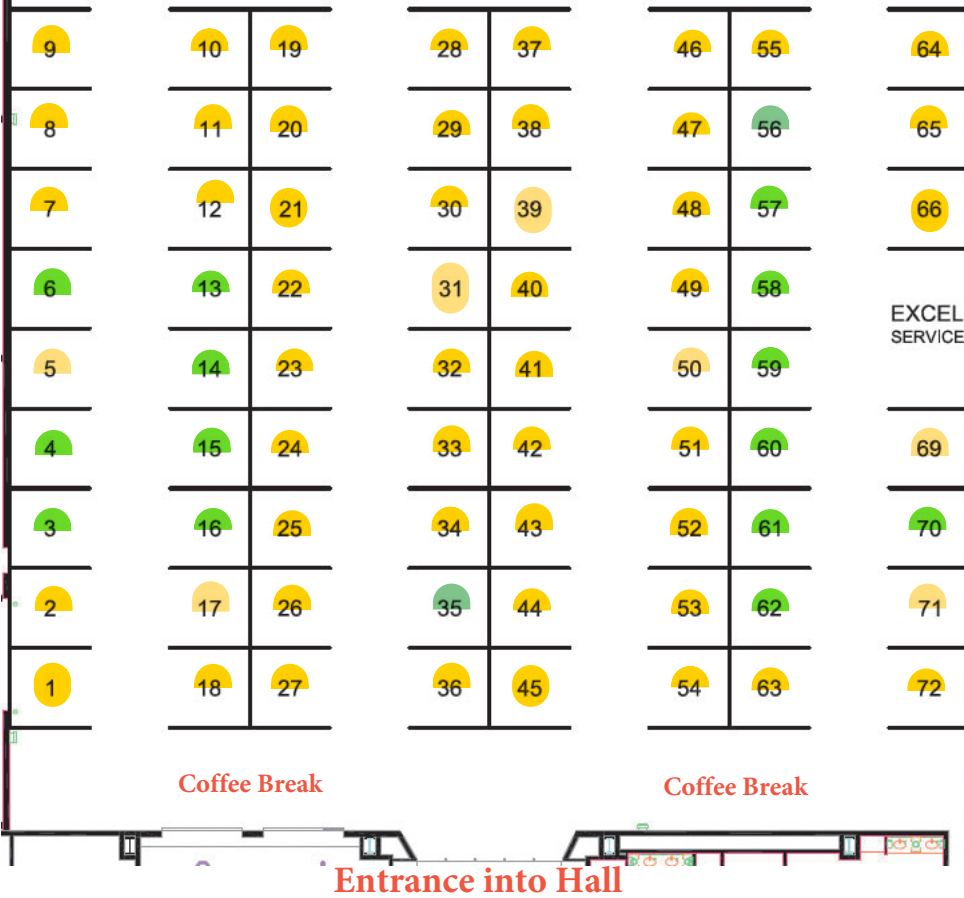 9 10 19 28 37 46 55 64
8 11 20 29 38 47 56 65
7 12 21 30 39 48 57 66
6 13 22 31 40 49 58
EXCEL
SERVICE
5 14 23 32 41 50 59
4 15 24 33 42 51 60 69
3 16 25 34 43 52 61 70
2 17 26 35 44 53 62 71
1 18 27 36 45 54 63 72
Coffee Break Coffee Break
Entrance into Hall